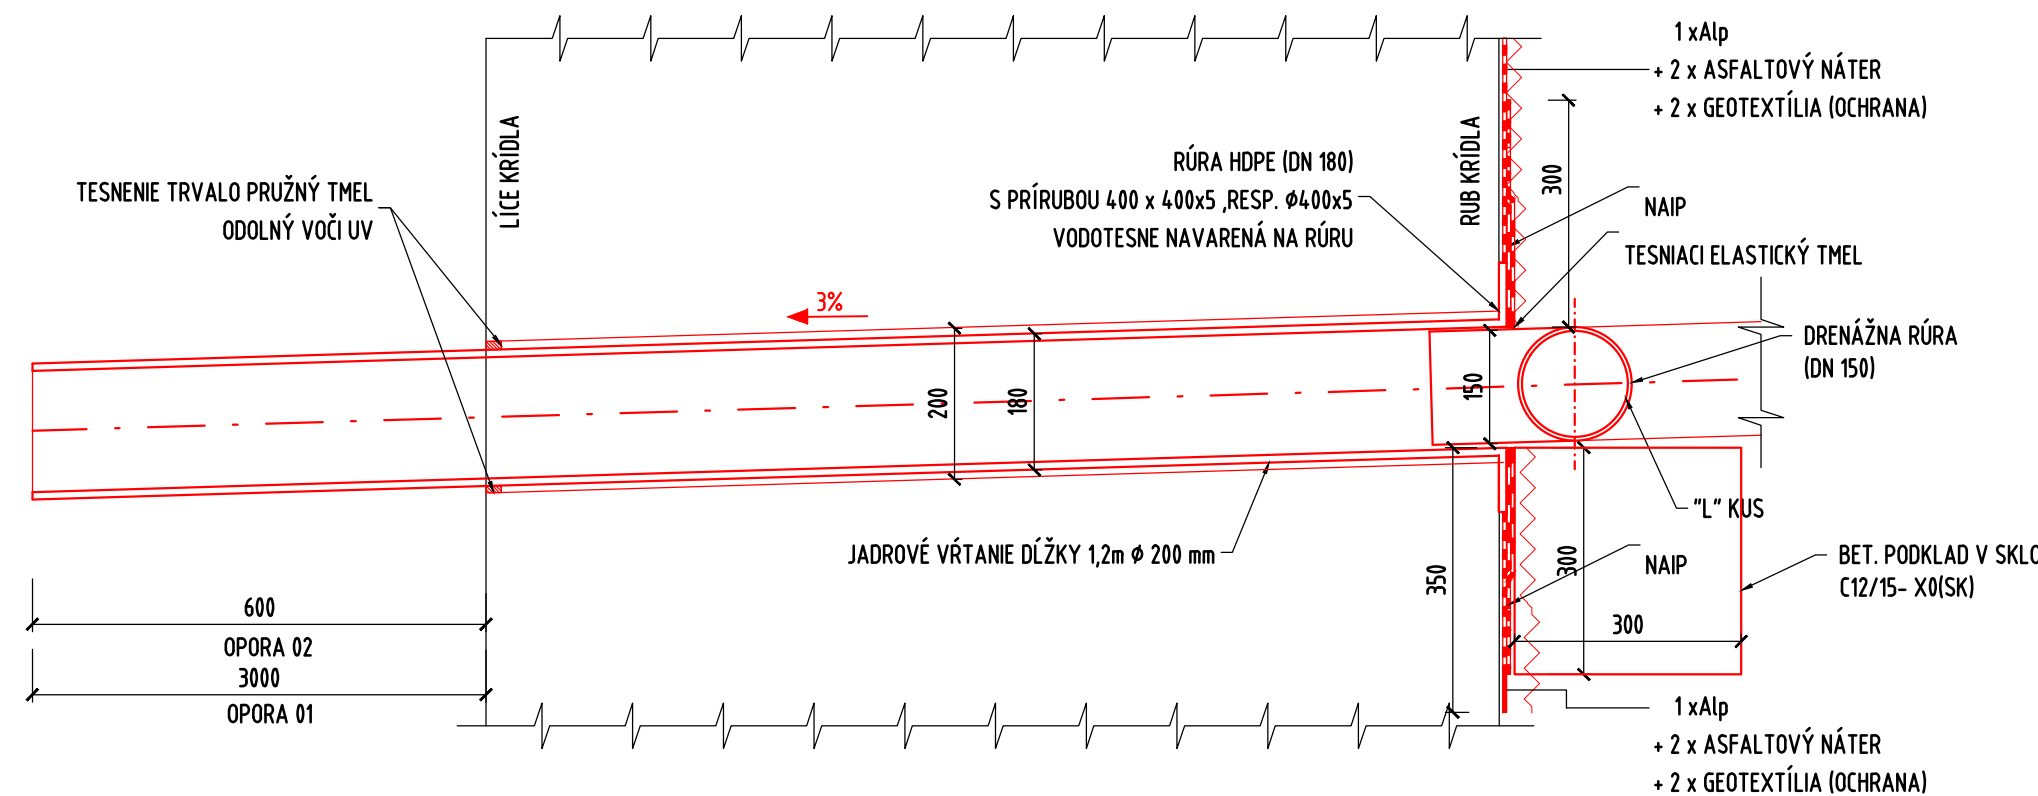 1 xAlp
+ 2 x ASFALTOVÝ NÁTER
+ 2 x GEOTEXTÍLIA (OCHRANA)
LÍCE KRÍDLA
RUB KRÍDLA
TESNENIE TRVALO PRUŽNÝ TMEL
ODOLNÝ VOČI UV
RÚRA HDPE (DN 180)
S PRÍRUBOU 400 x 400x5 ,RESP. Φ400x5
VODOTESNE NAVARENÁ NA RÚRU
300
NAIP
TESNIACI ELASTICKÝ TMEL
3%
DRENÁŽNA RÚRA
(DN 150)
200
180
150
"L" KUS
JADROVÉ VŔTANIE DĹŽKY 1,2m Φ 200 mm
350
300
NAIP
BET. PODKLAD V SKLO
C12/15- X0(SK)
300
600
OPORA 02
3000
OPORA 01
1 xAlp
+ 2 x ASFALTOVÝ NÁTER
+ 2 x GEOTEXTÍLIA (OCHRANA)